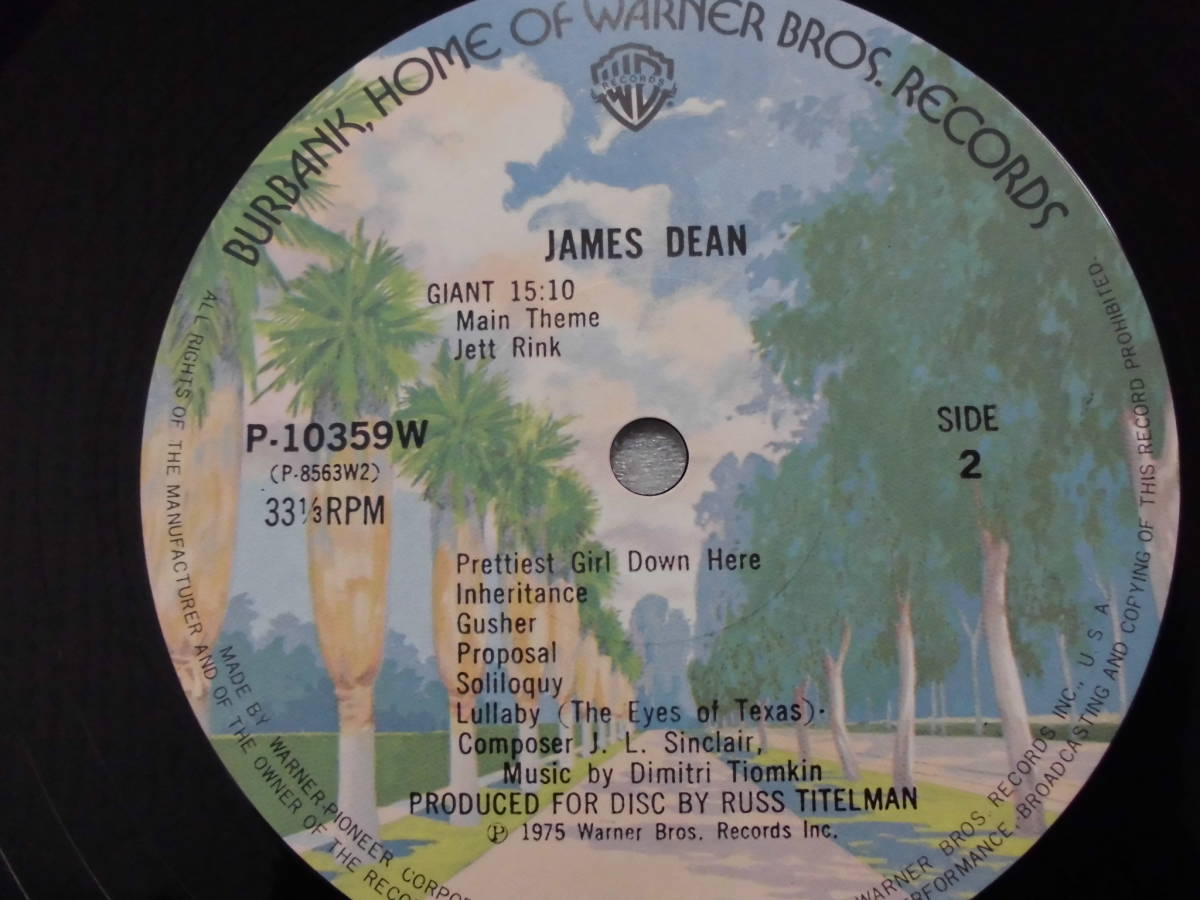 BURBANK, HOME OF WARNER BROS. RECORDS
RECORDS
JAMES DEAN
GIANT 15:10
Main Theme
Jett Rink
P-10359W
(P-8563W2)
33⅓RPM
SIDE
2
Prettiest Girl Down Here
Inheritance
Gusher
Proposal
Soliloquy
Lullaby (The Eyes of Texas)·
Composer J. L. Sinclair,
Music by Dimitri Tiomkin
PRODUCED FOR DISC BY RUSS TITELMAN
℗ 1975 Warner Bros. Records Inc.
ALL RIGHTS OF THE MANUFACTURER AND OF THE OWNER OF THE
MADE BY WARNER-PIONEER
WARNER BROS. RECORDS INC., U. S. A.
BROADCASTING AND COPYING OF THIS RECORD PROHIBITED.